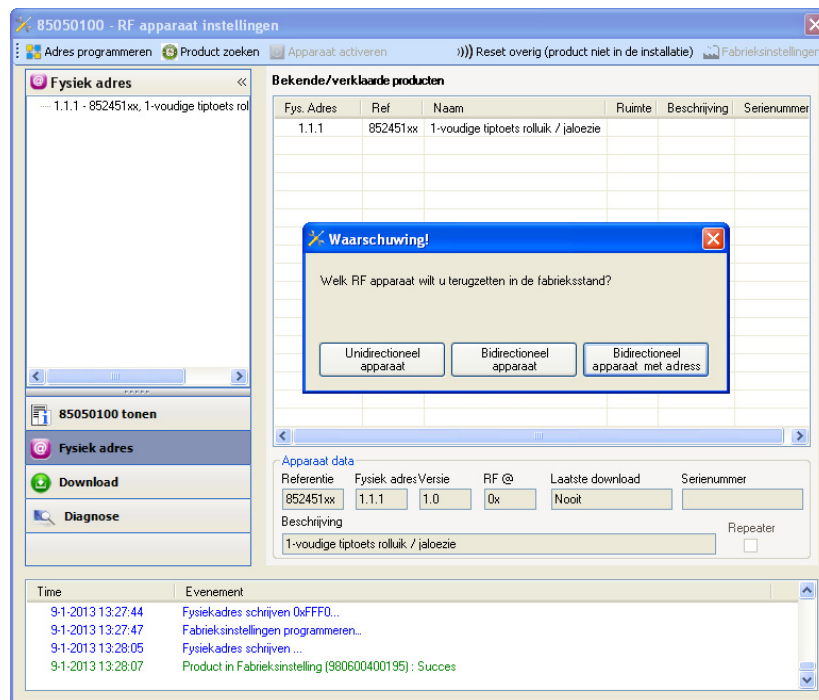 85050100 - RF apparaat instellingen
Adres programmeren Product zoeken Apparaat activeren Reset overig (product niet in de installatie) Fabrieksinstellingen
Fysiek adres
1.1.1 - 852451xx, 1-voudige tiptoets rol
Bekende/verklaarde producten
Fys. Adres Ref Naam Ruimte Beschrijving Serienummer
1.1.1 852451xx 1-voudige tiptoets rolluik / jaloezie
Waarschuwing!
Welk RF apparaat wilt u terugzetten in de fabrieksstand?
Unidirectioneel apparaat
Bidirectioneel apparaat
Bidirectioneel apparaat met adress
85050100 tonen
Fysiek adres
Download
Diagnose
Apparaat data
Referentie Fysiek adres Versie RF @ Laatste download Serienummer
852451xx 1.1.1 1.0 0x Nooit
Beschrijving
Repeater
1-voudige tiptoets rolluik / jaloezie
Time Evenement
9-1-2013 13:27:44 Fysiekadres schrijven 0xFFF0...
9-1-2013 13:27:47 Fabrieksinstellingen programmeren...
9-1-2013 13:28:05 Fysiekadres schrijven ...
9-1-2013 13:28:07 Product in Fabrieksinstelling (980600400195) : Succes